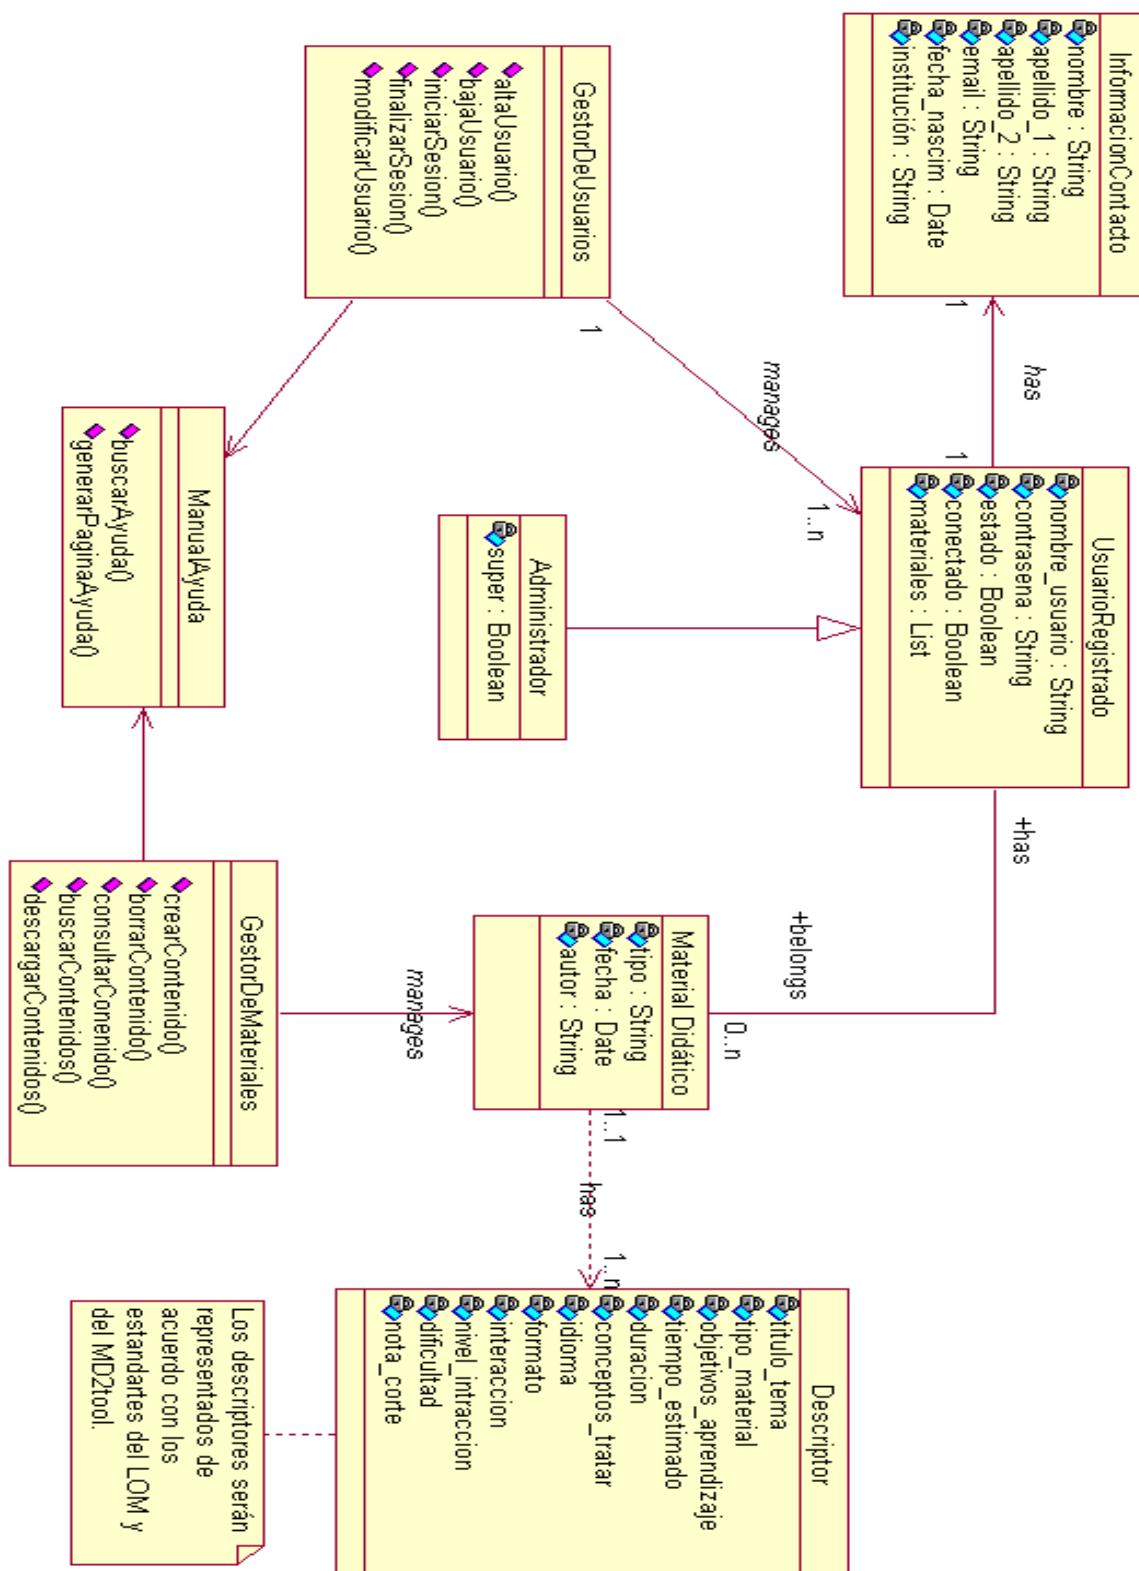 InformacionContacto
nombre : String
apellido_1 : String
apellido_2 : String
email : String
fecha_nascim : Date
institución : String
1
has
1
UsuarioRegistrado
nombre_usuario : String
contrasena : String
estado : Boolean
conectado : Boolean
materiales : List
+has
+belongs
0..n
GestorDeUsuarios
altaUsuario()
bajaUsuario()
iniciarSesion()
finalizarSesion()
modificarUsuario()
1
manages
1..n
Administrador
super : Boolean
Material Didático
tipo : String
fecha : Date
autor : String
1..1
has
1..n
Descriptor
titulo_tema
tipo_material
objetivos_aprendizaje
tiempo_estimado
duracion
conceptos_tratar
idioma
formato
interaccion
nivel_intraccion
dificultad
nota_corte
ManualAyuda
buscarAyuda()
generarPaginaAyuda()
GestorDeMateriales
crearContenido()
borrarContenido()
consultarConenido()
buscarContenidos()
descargarContenidos()
manages
Los descriptores serán
representados de
acuerdo con los
estandartes del LOM y
del MD2tool.